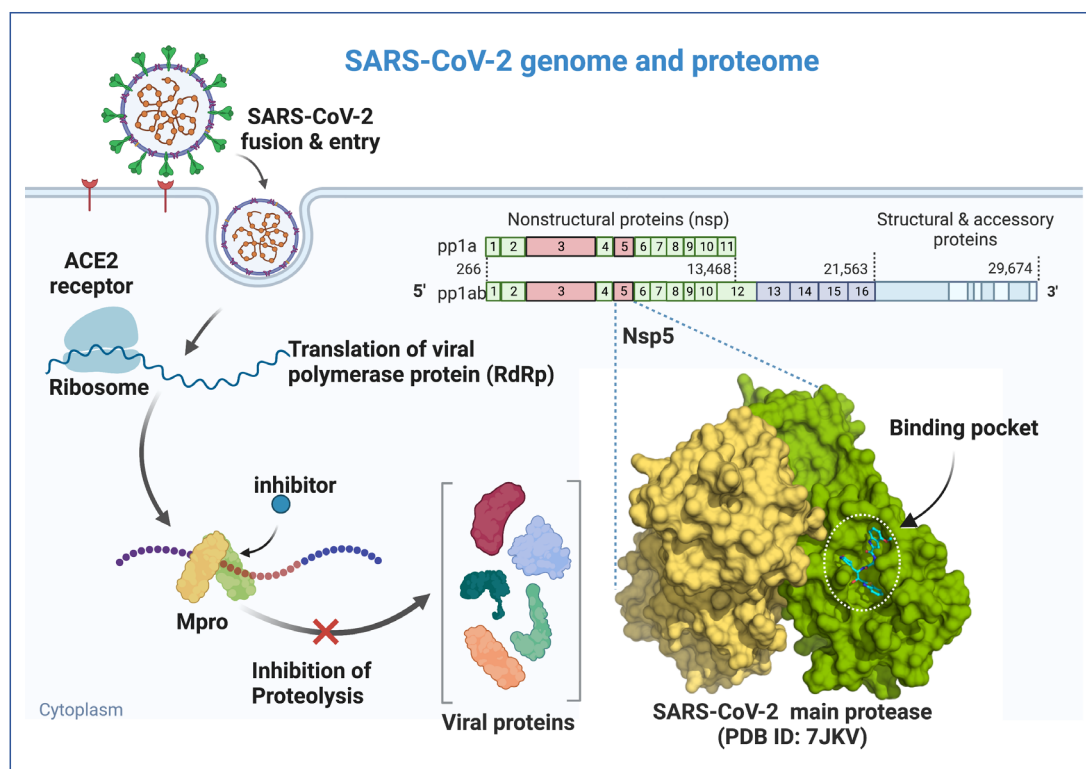 SARS-CoV-2 genome and proteome
SARS-CoV-2
fusion & entry
Nonstructural proteins (nsp)
Structural & accessory
proteins
pp1a 1 2 3 4 5 6 7 8 9 10 11
266 13,468 21,563 29,674
5' pp1ab 1 2 3 4 5 6 7 8 9 10 12 13 14 15 16 3'
ACE2
receptor
Nsp5
Ribosome
Translation of viral
polymerase protein (RdRp)
Binding pocket
inhibitor
Mpro
Inhibition of
Proteolysis
Viral proteins
SARS-CoV-2 main protease
(PDB ID: 7JKV)
Cytoplasm